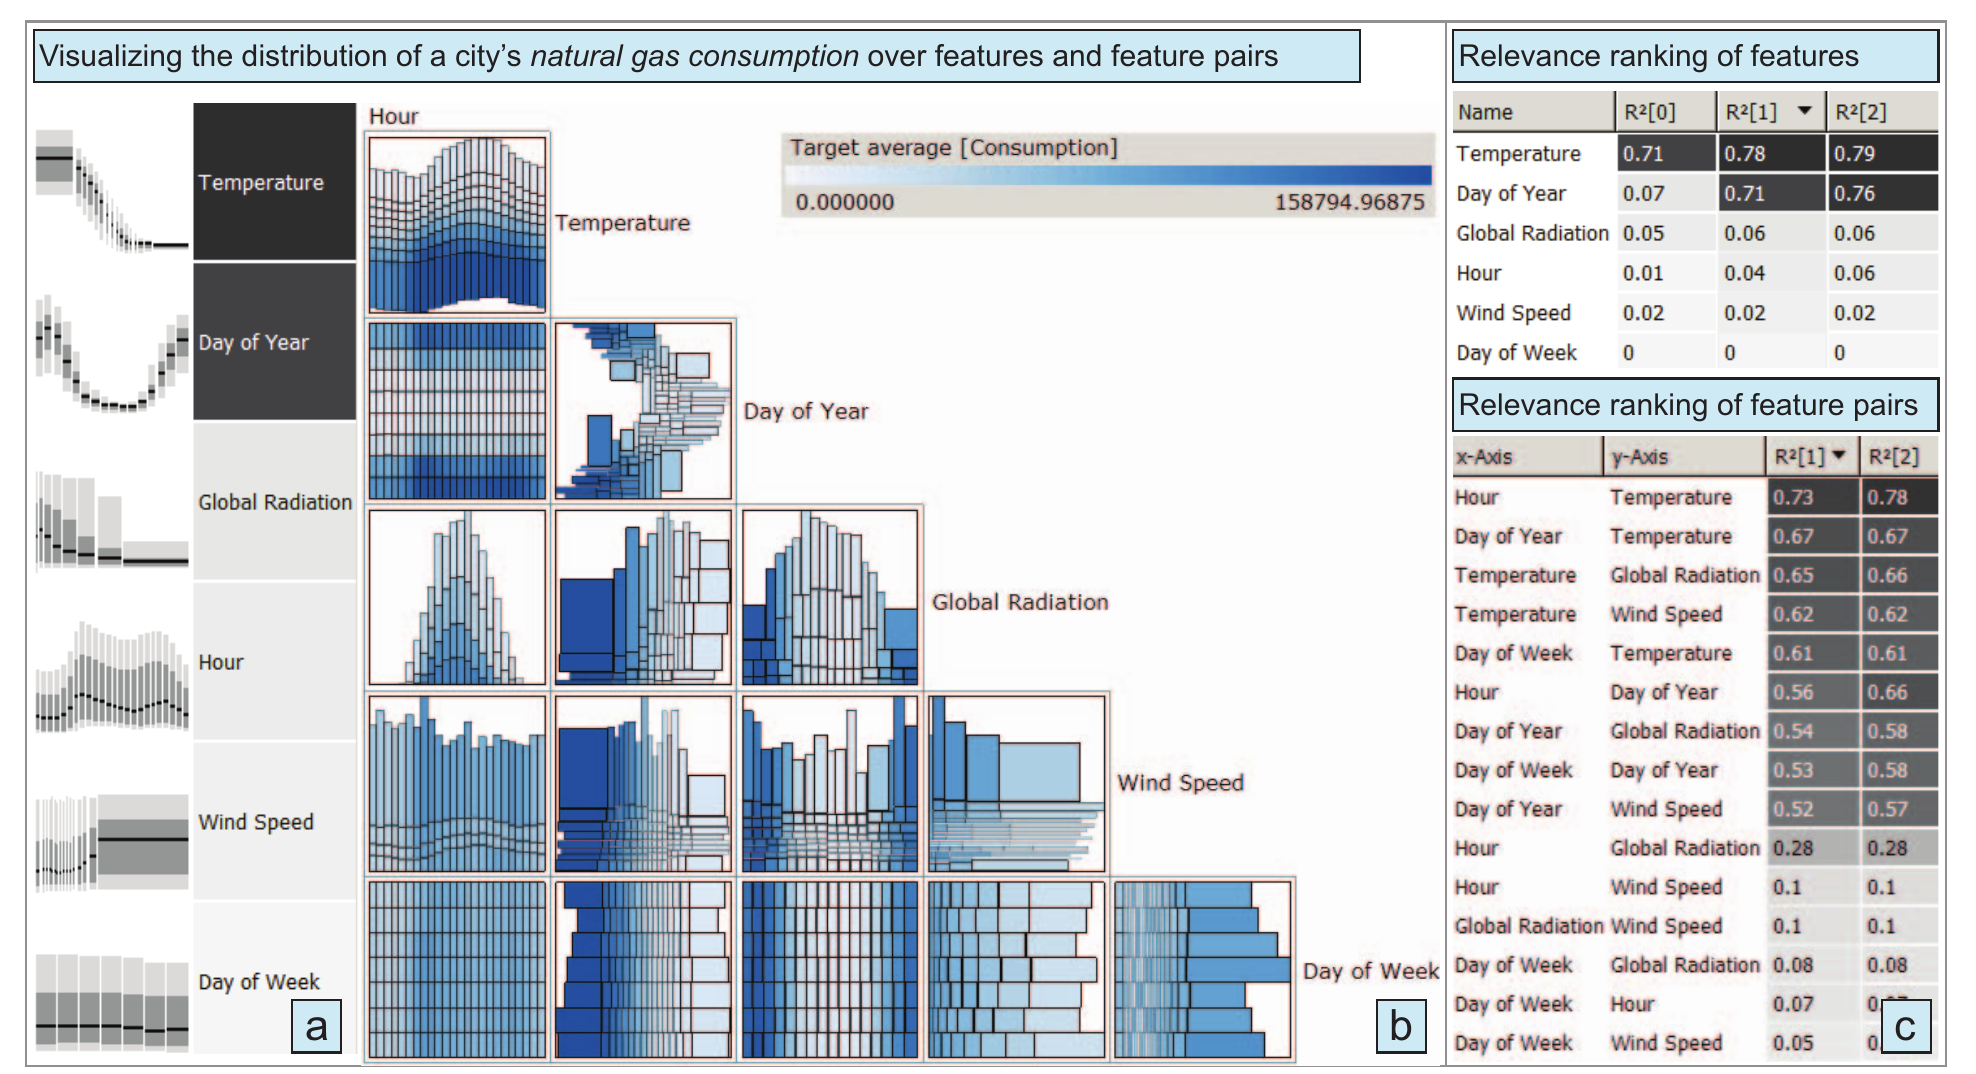 Visualizing the distribution of a city's natural gas consumption over features and feature pairs
Temperature
Day of Year
Global Radiation
Hour
Wind Speed
Day of Week
a
Hour
Temperature
Day of Year
Global Radiation
Wind Speed
Day of Week
Target average [Consumption]
0.000000 158794.96875
b
Relevance ranking of features
Name R²[0] R²[1] R²[2]
Temperature 0.71 0.78 0.79
Day of Year 0.07 0.71 0.76
Global Radiation 0.05 0.06 0.06
Hour 0.01 0.04 0.06
Wind Speed 0.02 0.02 0.02
Day of Week 0 0 0
Relevance ranking of feature pairs
x-Axis y-Axis R²[1] R²[2]
Hour Temperature 0.73 0.78
Day of Year Temperature 0.67 0.67
Temperature Global Radiation 0.65 0.66
Temperature Wind Speed 0.62 0.62
Day of Week Temperature 0.61 0.61
Hour Day of Year 0.56 0.66
Day of Year Global Radiation 0.54 0.58
Day of Week Day of Year 0.53 0.58
Day of Year Wind Speed 0.52 0.57
Hour Global Radiation 0.28 0.28
Hour Wind Speed 0.1 0.1
Global Radiation Wind Speed 0.1 0.1
Day of Week Global Radiation 0.08 0.08
Day of Week Hour 0.07
Day of Week Wind Speed 0.05
c